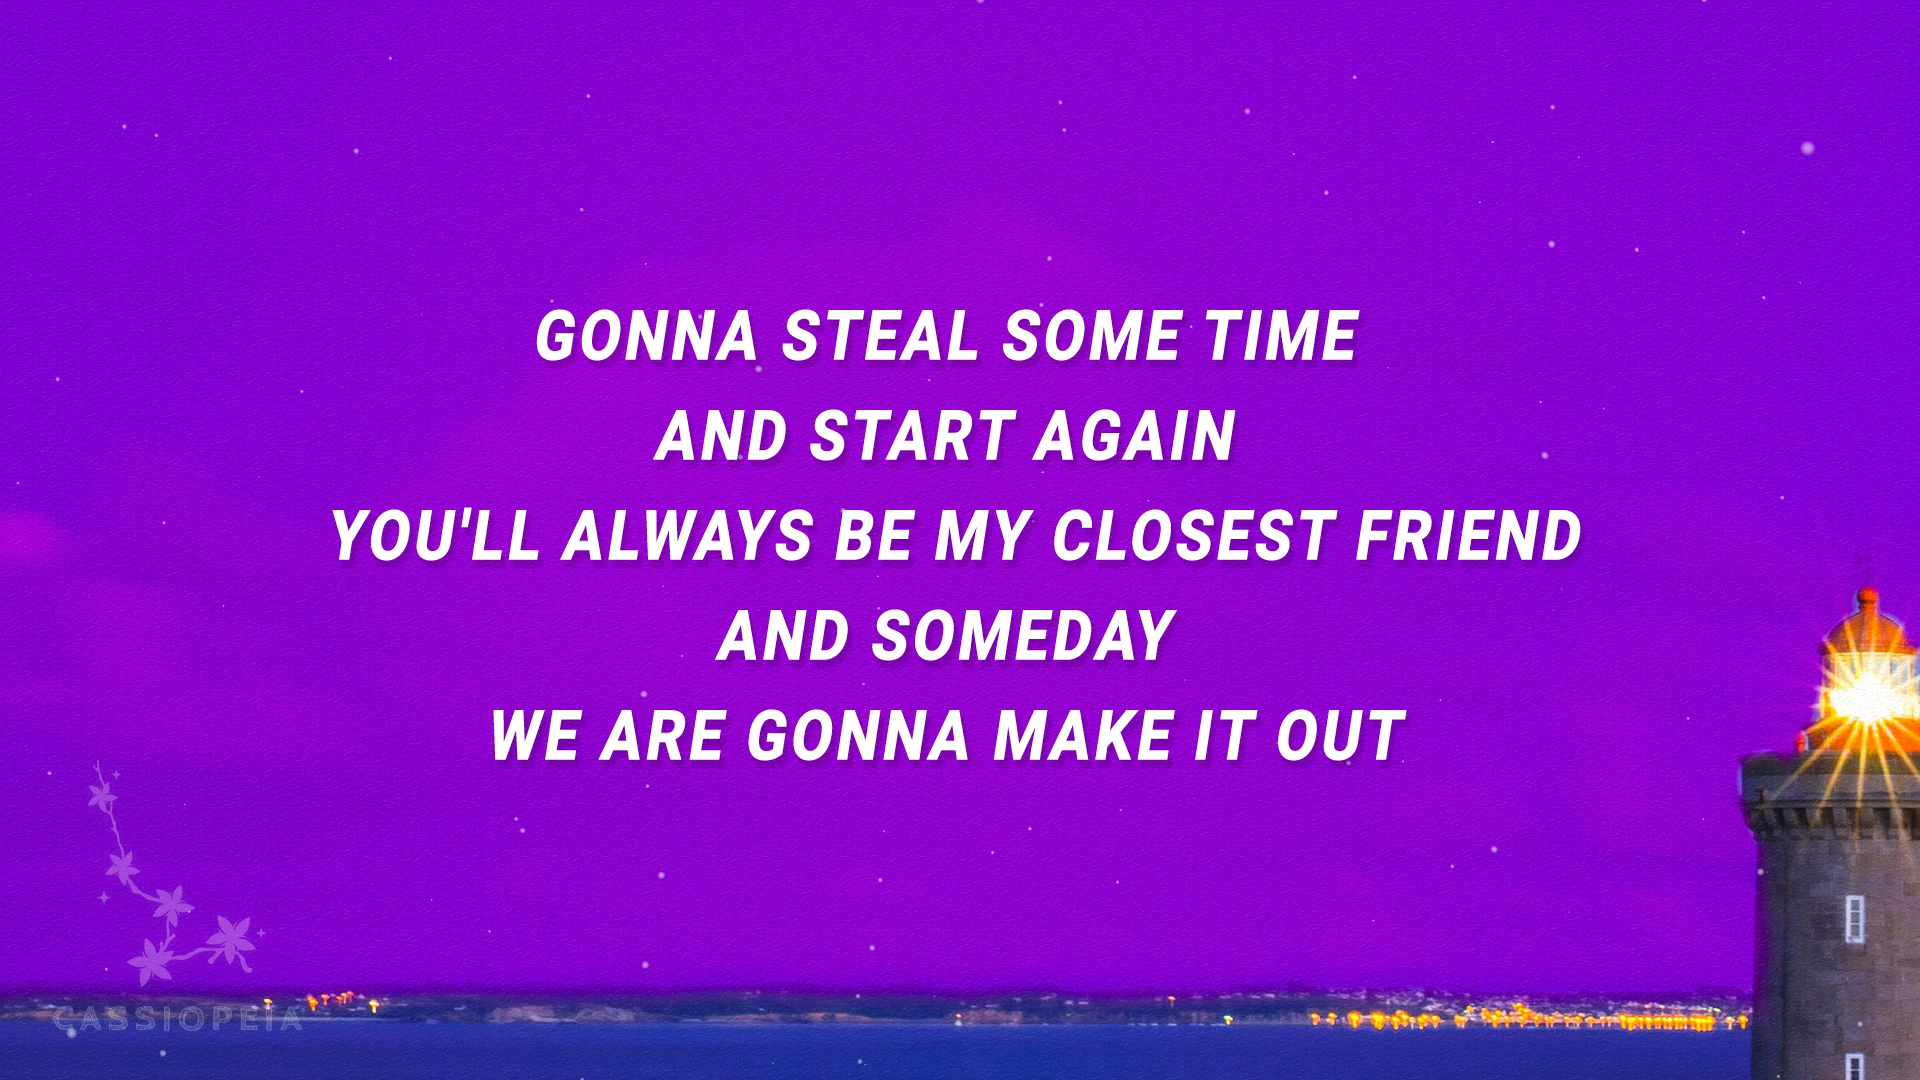 GONNA STEAL SOME TIME
AND START AGAIN
YOU'LL ALWAYS BE MY CLOSEST FRIEND
AND SOMEDAY
WE ARE GONNA MAKE IT OUT
CASSIOPEIA